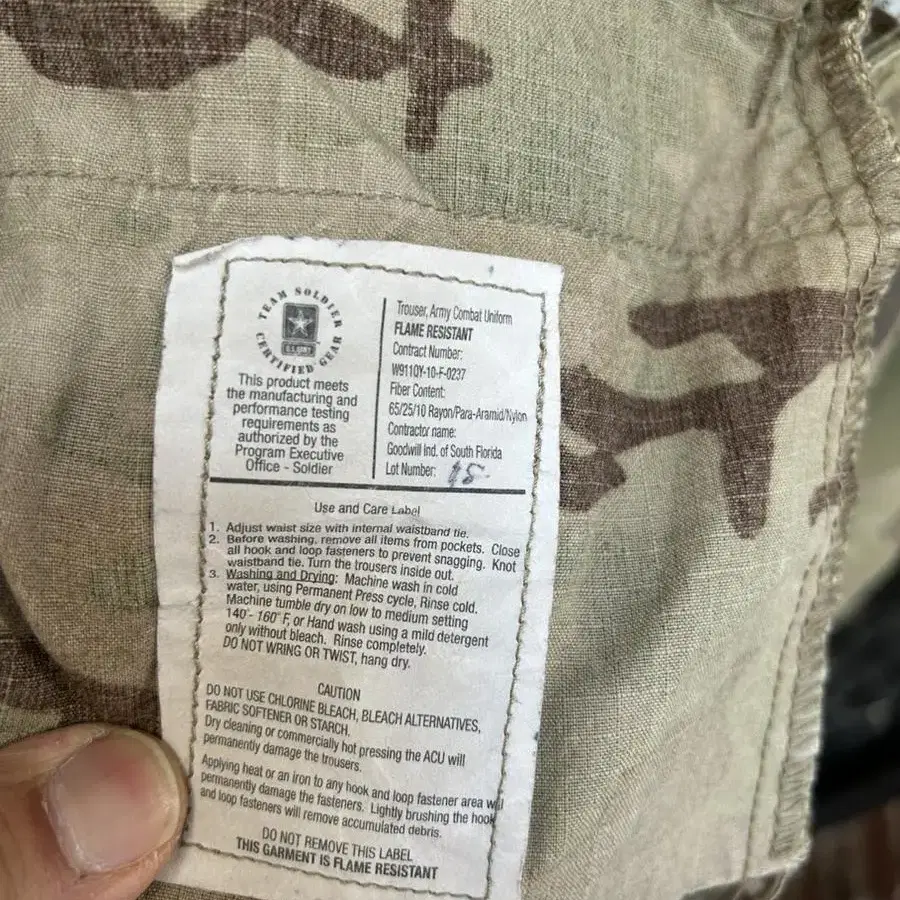 TEAM SOLDIER
CERTIFIED GEAR
U.S. ARMY
This product meets
the manufacturing and
performance testing
requirements as
authorized by the
Program Executive
Office - Soldier
Trouser, Army Combat Uniform
FLAME RESISTANT
Contract Number:
W911QY-10-F-0237
Fiber Content:
65/25/10 Rayon/Para-Aramid/Nylon
Contractor name:
Goodwill Ind. of South Florida
Lot Number:
Use and Care Label
1. Adjust waist size with internal waistband tie.
2. Before washing, remove all items from pockets. Close
all hook and loop fasteners to prevent snagging. Knot
waistband tie. Turn the trousers inside out.
3. Washing and Drying: Machine wash in cold
water, using Permanent Press cycle, Rinse cold.
Machine tumble dry on low to medium setting
140°- 160° F, or Hand wash using a mild detergent
only without bleach. Rinse completely.
DO NOT WRING OR TWIST, hang dry.
CAUTION
DO NOT USE CHLORINE BLEACH, BLEACH ALTERNATIVES,
FABRIC SOFTENER OR STARCH.
Dry cleaning or commercially hot pressing the ACU will
permanently damage the trousers.
Applying heat or an iron to any hook and loop fastener area will
permanently damage the fasteners. Lightly brushing the hook
and loop fasteners will remove accumulated debris.
DO NOT REMOVE THIS LABEL
THIS GARMENT IS FLAME RESISTANT